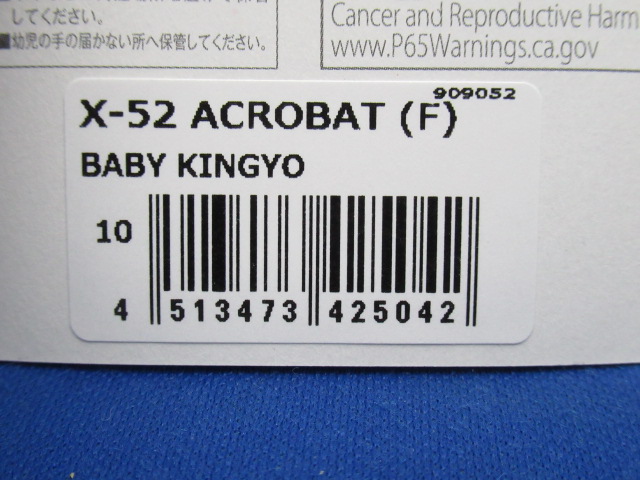 してください。
■幼児の手の届かない所へ保管してください。
Cancer and Reproductive Harm
www.P65Warnings.ca.gov
909052
X-52 ACROBAT (F)
BABY KINGYO
10
4 513473 425042